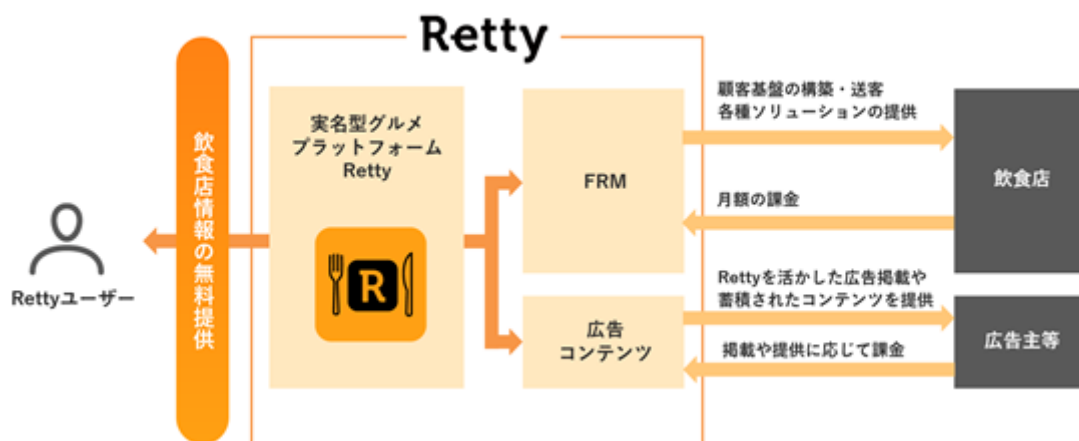 Retty
実名型グルメ
プラットフォーム
Retty
R
飲食店情報の無料提供
Rettyユーザー
FRM
顧客基盤の構築・送客
各種ソリューションの提供
月額の課金
飲食店
広告
コンテンツ
Rettyを活かした広告掲載や
蓄積されたコンテンツを提供
掲載や提供に応じて課金
広告主等